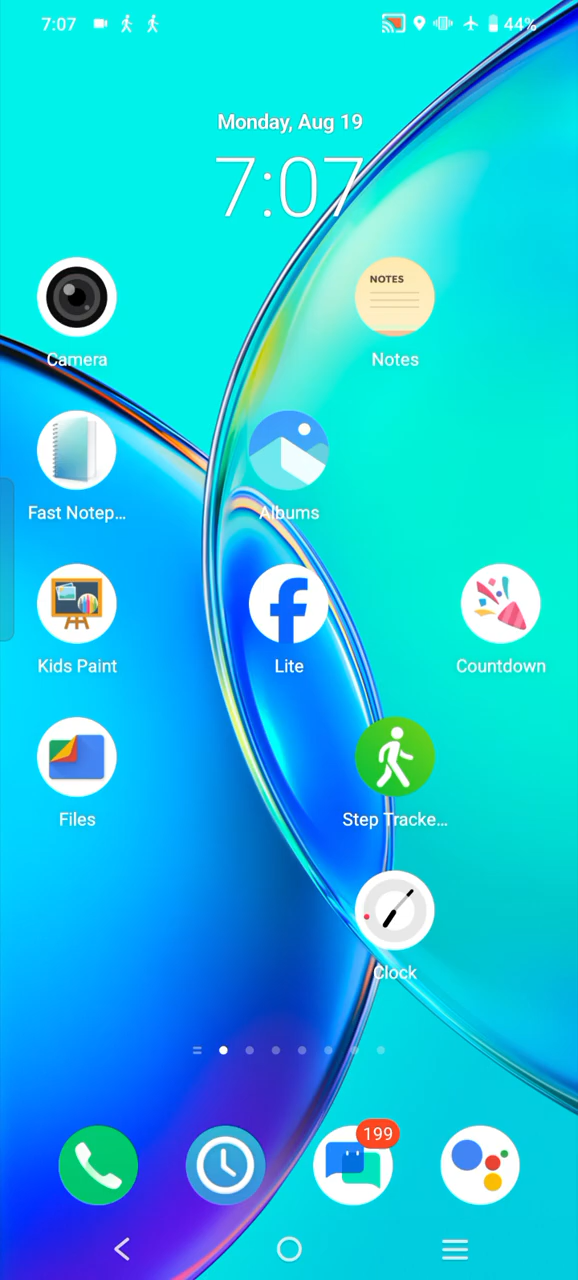 7:07 44%
Monday, Aug 19
7:07
NOTES
Camera Notes
Fast Notep... Albums
Kids Paint Lite Countdown
Files Step Tracke...
Clock
199